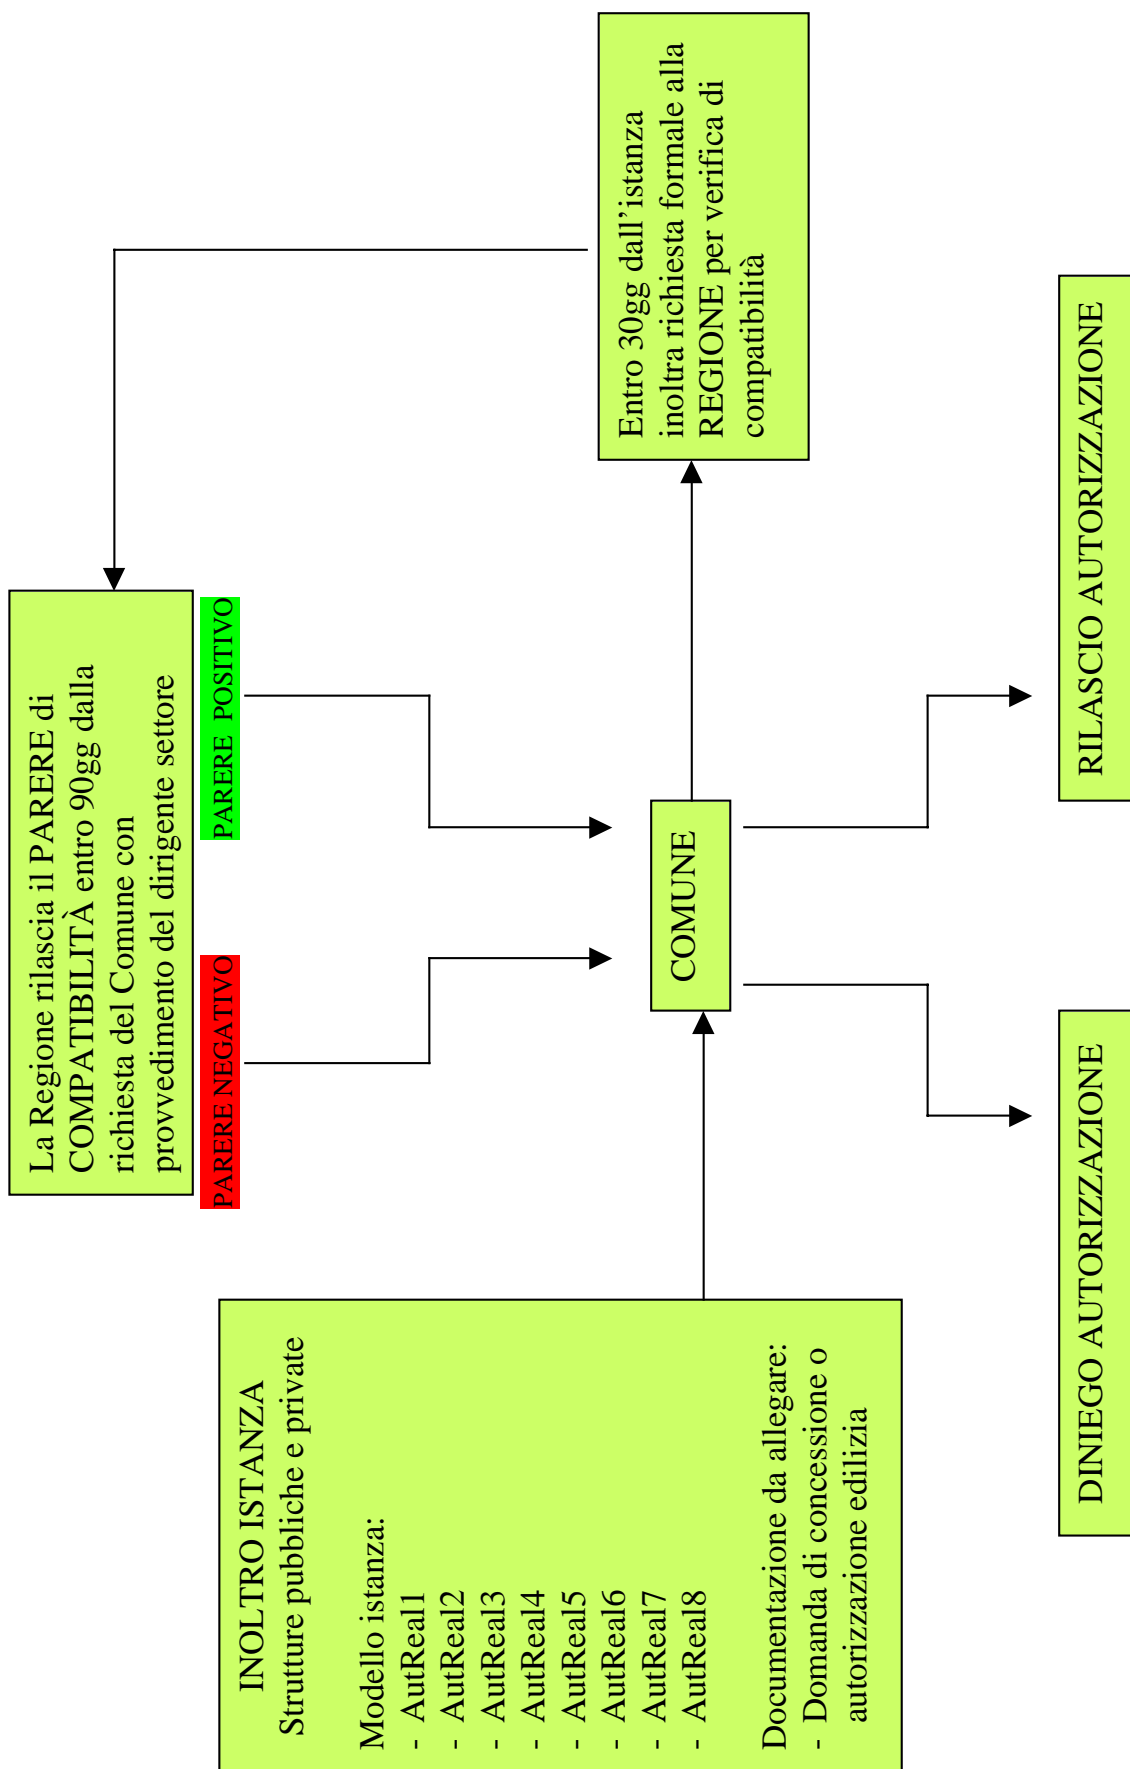 La Regione rilascia il PARERE di
COMPATIBILITÀ entro 90gg dalla
richiesta del Comune con
provvedimento del dirigente settore
PARERE NEGATIVO
PARERE POSITIVO
INOLTRO ISTANZA
Strutture pubbliche e private
Modello istanza:
- AutReal1
- AutReal2
- AutReal3
- AutReal4
- AutReal5
- AutReal6
- AutReal7
- AutReal8
Documentazione da allegare:
- Domanda di concessione o
autorizzazione edilizia
COMUNE
Entro 30gg dall'istanza
inoltra richiesta formale alla
REGIONE per verifica di
compatibilità
DINIEGO AUTORIZZAZIONE
RILASCIO AUTORIZZAZIONE